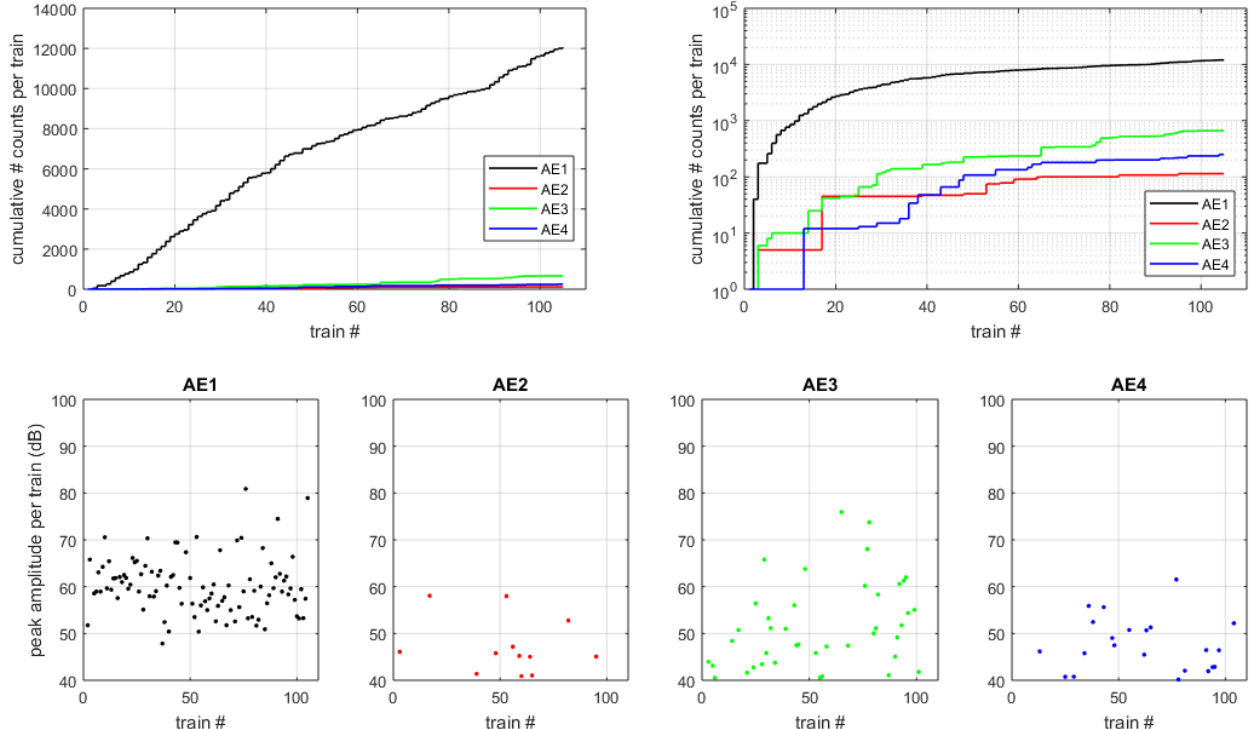 cumulative # counts per train
14000
12000
10000
8000
6000
4000
2000
0
0 20 40 60 80 100
train #
AE1
AE2
AE3
AE4
cumulative # counts per train
10^5
10^4
10^3
10^2
10^1
10^0
0 20 40 60 80 100
train #
AE1
AE2
AE3
AE4
AE1
peak amplitude per train (dB)
100
90
80
70
60
50
40
0 50 100
train #
AE2
100
90
80
70
60
50
40
0 50 100
train #
AE3
100
90
80
70
60
50
40
0 50 100
train #
AE4
100
90
80
70
60
50
40
0 50 100
train #